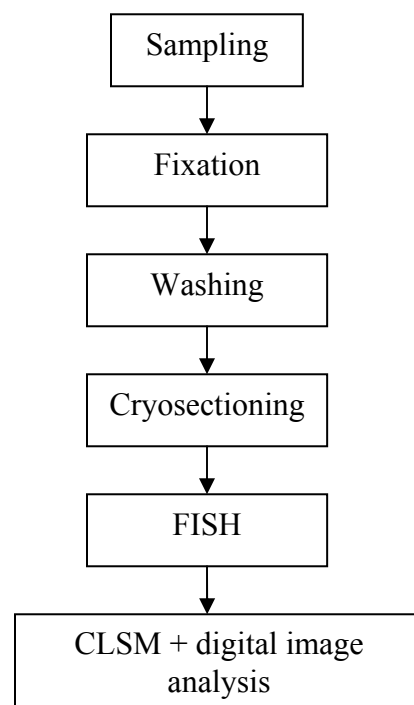 Sampling
Fixation
Washing
Cryosectioning
FISH
CLSM + digital image
analysis